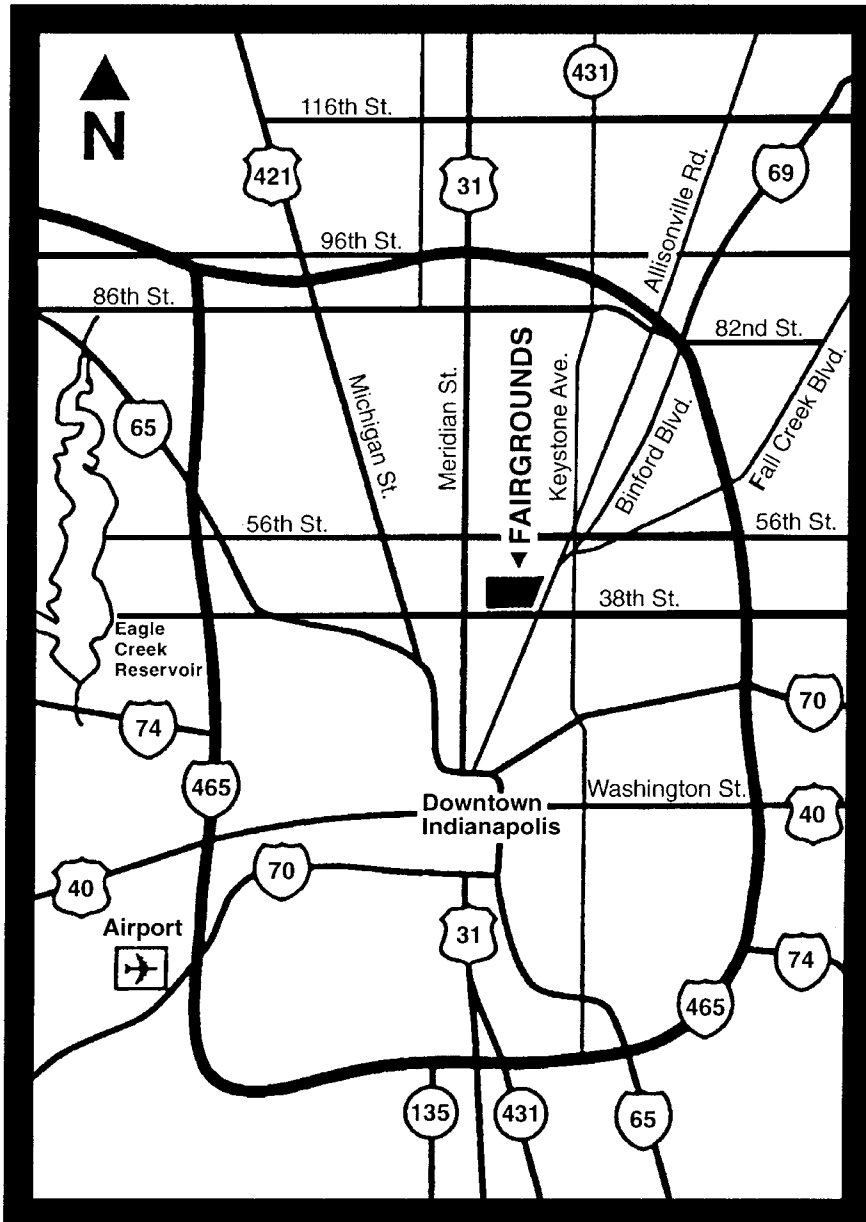 N
431
116th St.
421
31
69
Allisonville Rd.
96th St.
86th St.
82nd St.
FAIRGROUNDS
Keystone Ave.
Meridian St.
Michigan St.
Binford Blvd.
Fall Creek Blvd.
65
56th St.
56th St.
38th St.
Eagle
Creek
Reservoir
74
70
465
Washington St.
Downtown
Indianapolis
40
70
40
Airport
31
74
465
135
431
65